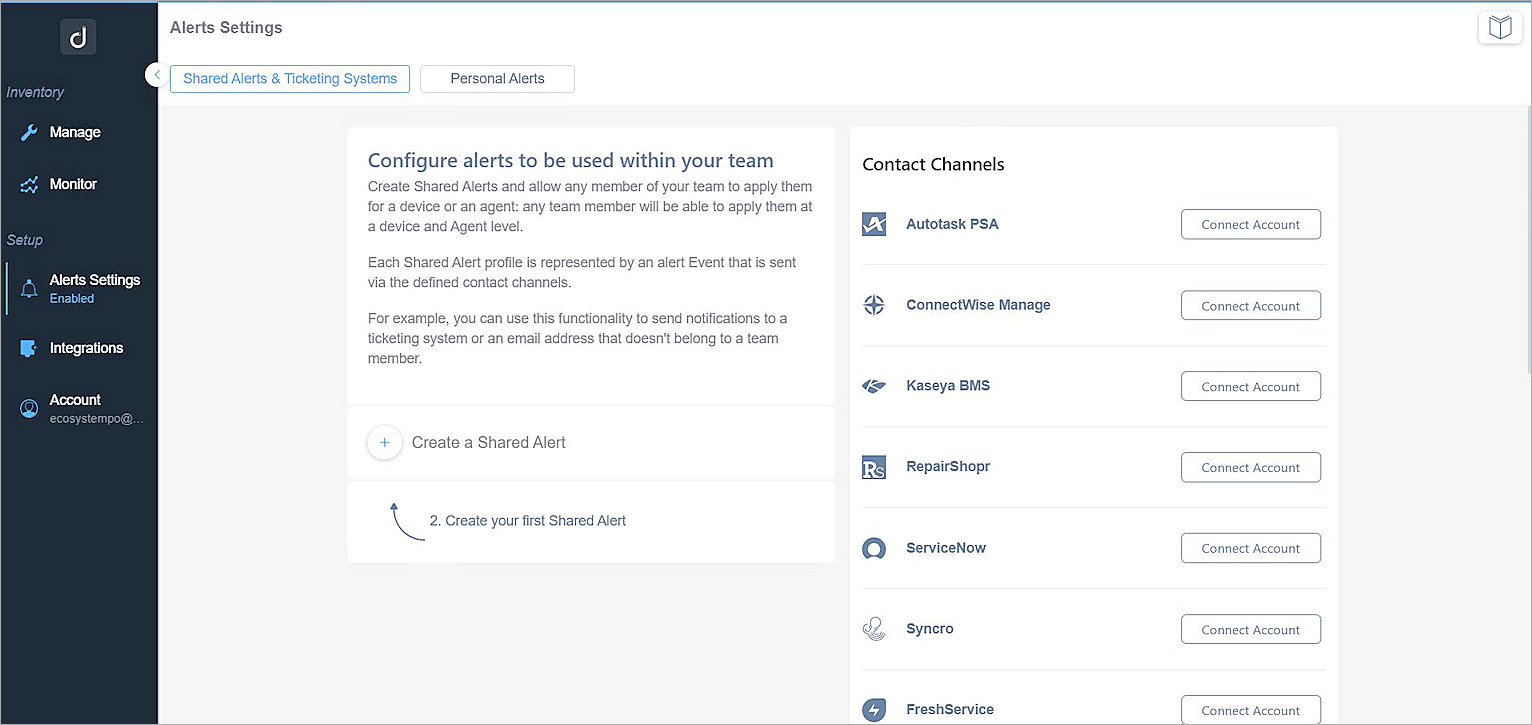 Alerts Settings
Shared Alerts & Ticketing Systems
Personal Alerts
Inventory
Manage
Monitor
Setup
Alerts Settings
Enabled
Integrations
Account
ecosystempo@...
Configure alerts to be used within your team
Create Shared Alerts and allow any member of your team to apply them
for a device or an agent: any team member will be able to apply them at
a device and Agent level.
Each Shared Alert profile is represented by an alert Event that is sent
via the defined contact channels.
For example, you can use this functionality to send notifications to a
ticketing system or an email address that doesn't belong to a team
member.
Create a Shared Alert
2. Create your first Shared Alert
Contact Channels
Autotask PSA
Connect Account
ConnectWise Manage
Connect Account
Kaseya BMS
Connect Account
Rs
RepairShopr
Connect Account
ServiceNow
Connect Account
Syncro
Connect Account
FreshService
Connect Account